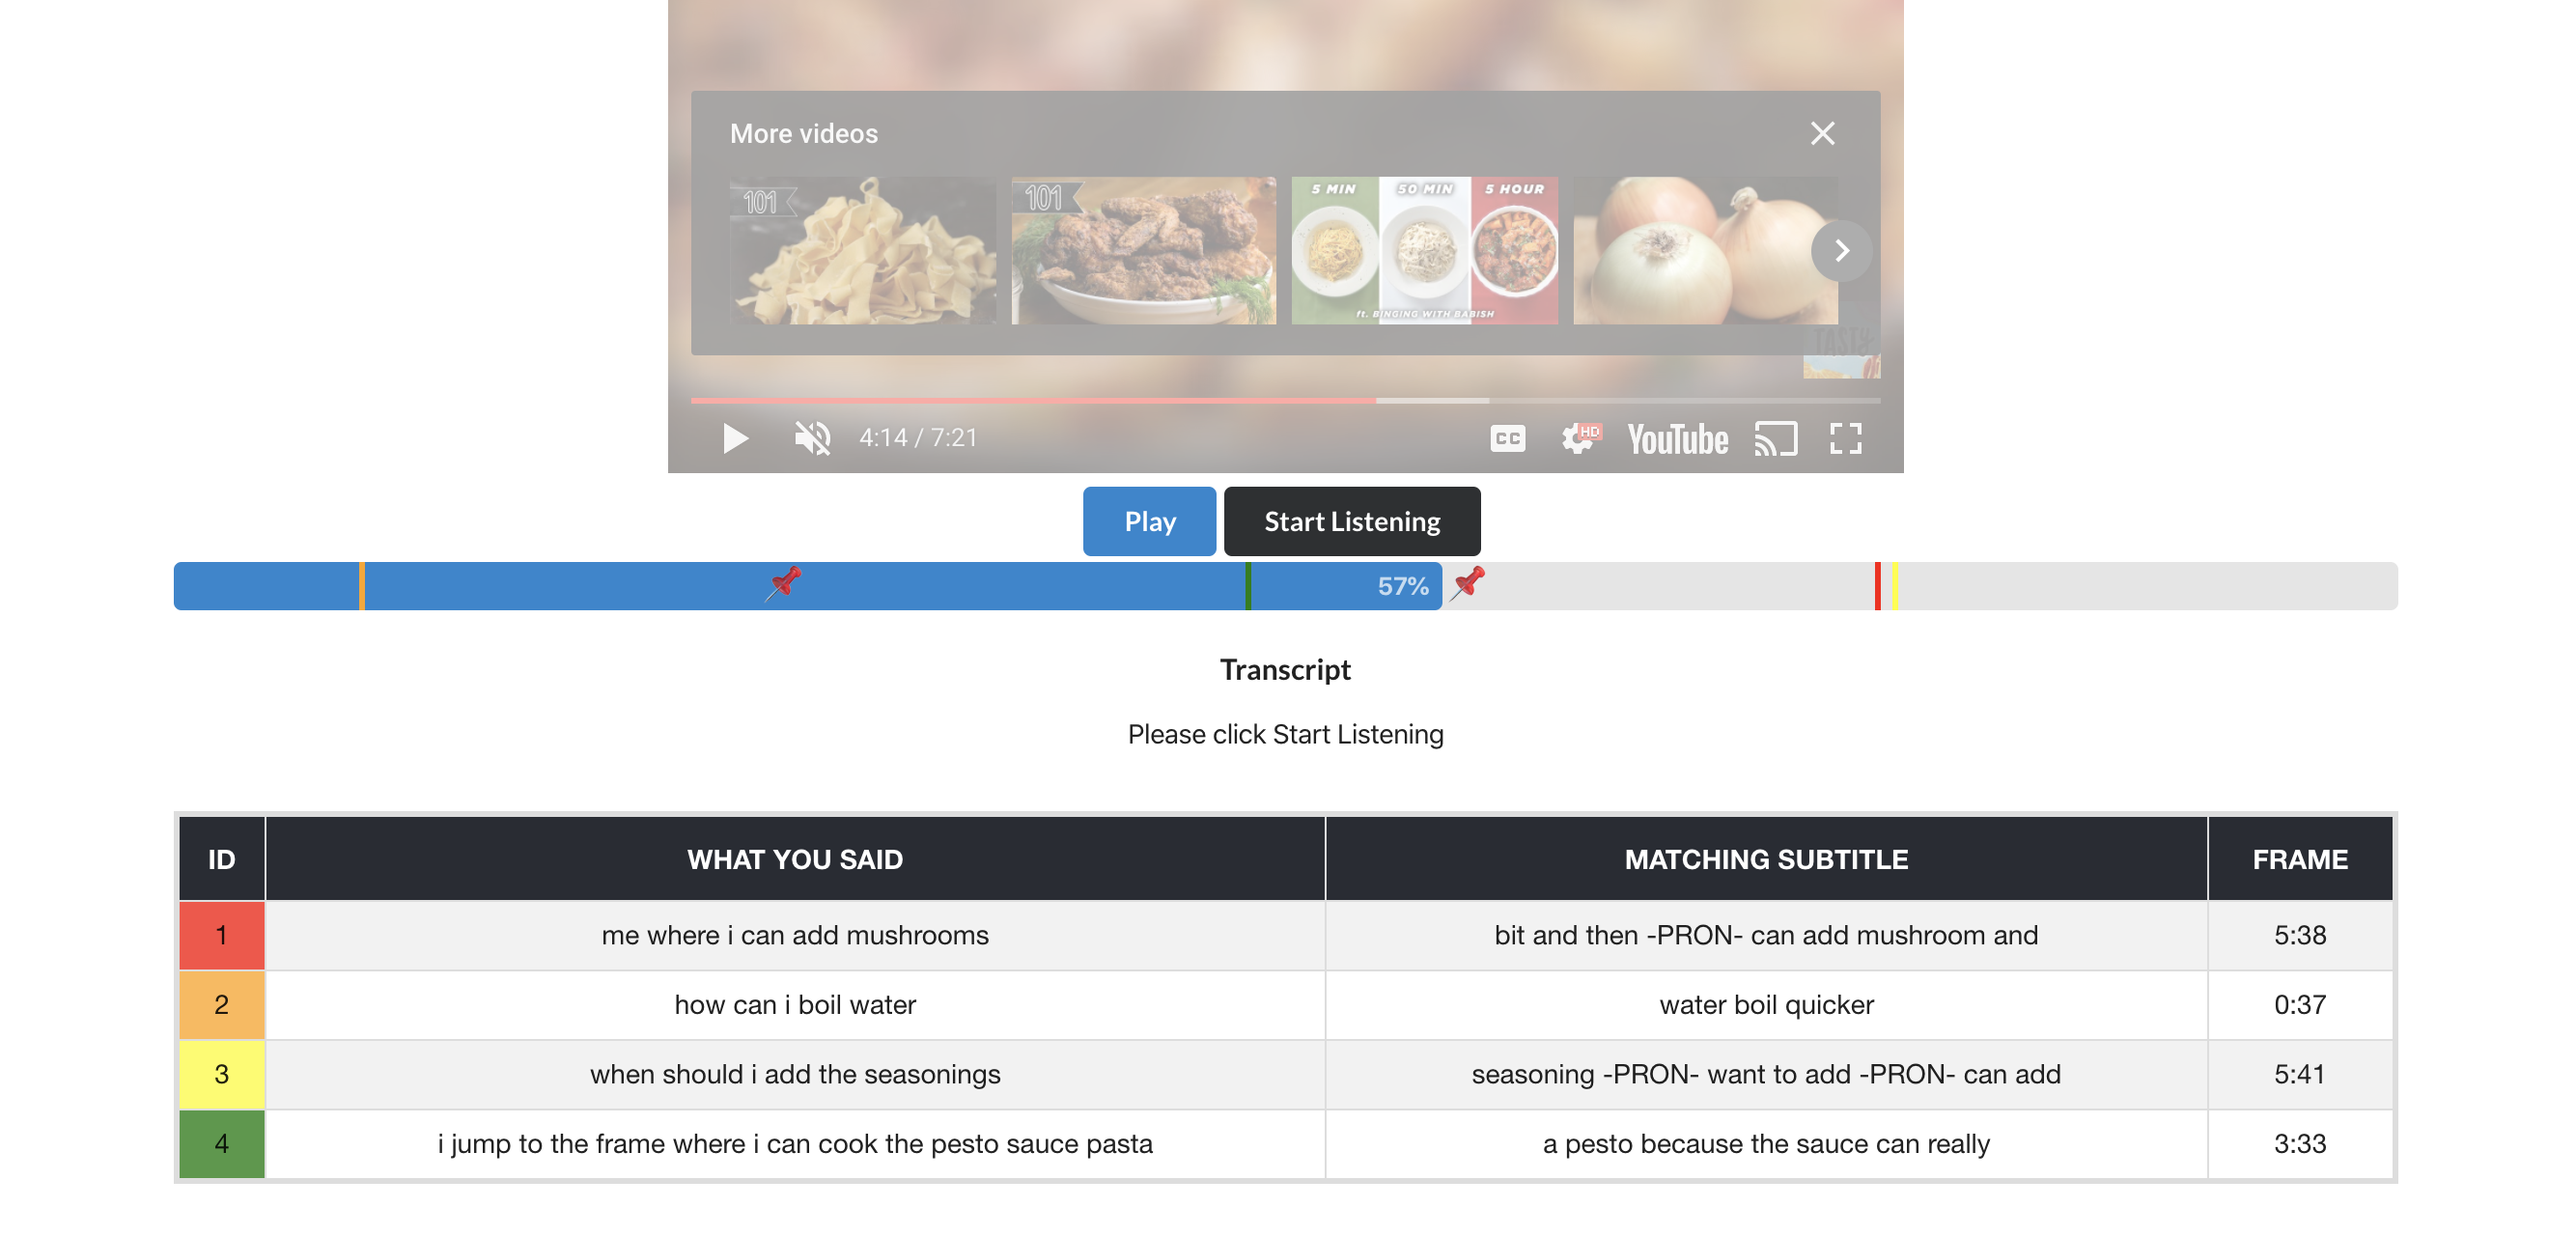 More videos
101
101
5 MIN 50 MIN 5 HOUR
ft. BINGING WITH BABISH
TASTY
4:14 / 7:21
CC HD YouTube
Play Start Listening
57%
Transcript
Please click Start Listening
ID WHAT YOU SAID MATCHING SUBTITLE FRAME
1 me where i can add mushrooms bit and then -PRON- can add mushroom and 5:38
2 how can i boil water water boil quicker 0:37
3 when should i add the seasonings seasoning -PRON- want to add -PRON- can add 5:41
4 i jump to the frame where i can cook the pesto sauce pasta a pesto because the sauce can really 3:33